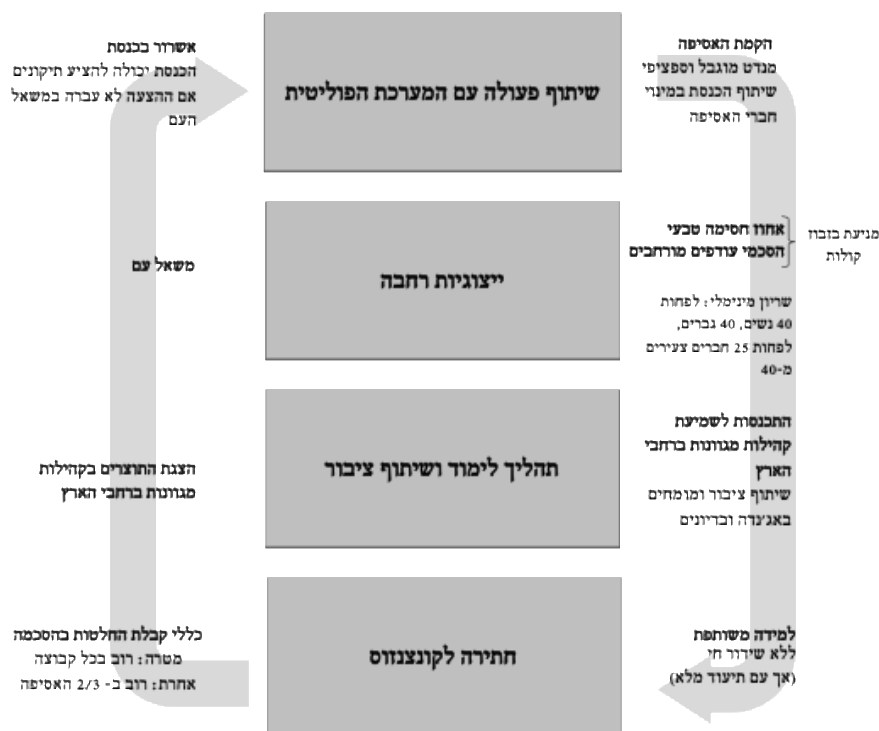 הקמת האסיפה
מנדט מוגבל וספציפי
שיתוף הכנסת במינוי
חברי האסיפה
שיתוף פעולה עם המערכת הפוליטית
אשרור בכנסת
הכנסת יכולה להציע תיקונים
אם ההצעה לא עברה במשאל
העם
מניעת בזבוז
קולות
אחוז חסימה טבעי
הסכמי עודפים מורחבים
שריון מינימלי: לפחות
40 נשים, 40 גברים,
לפחות 25 חברים צעירים
מ-40
ייצוגיות רחבה
משאל עם
התכנסות לשמיעת
קהילות מגוונות ברחבי
הארץ
שיתוף ציבור ומומחים
באג'נדה ובדיונים
תהליך לימוד ושיתוף ציבור
הצגת התוצרים בקהילות
מגוונות ברחבי הארץ
למידה משותפת
ללא שידור חי
(אך עם תיעוד מלא)
חתירה לקונצנזוס
כללי קבלת החלטות בהסכמה
מטרה: רוב בכל קבוצה
אחרת: רוב ב- 2/3 האסיפה